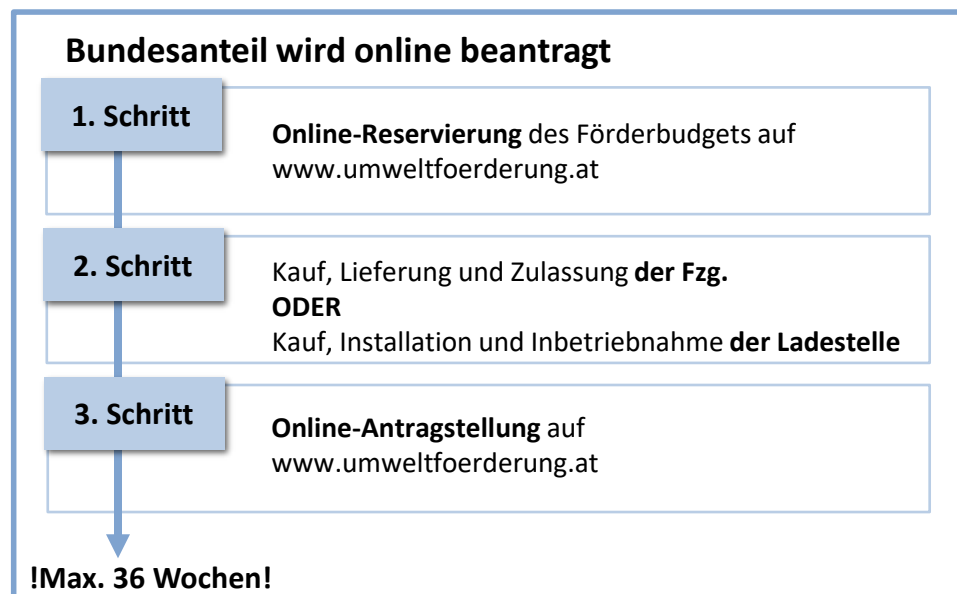 Bundesanteil wird online beantragt
1. Schritt
Online-Reservierung des Förderbudgets auf
www.umweltfoerderung.at
2. Schritt
Kauf, Lieferung und Zulassung der Fzg.
ODER
Kauf, Installation und Inbetriebnahme der Ladestelle
3. Schritt
Online-Antragstellung auf
www.umweltfoerderung.at
!Max. 36 Wochen!